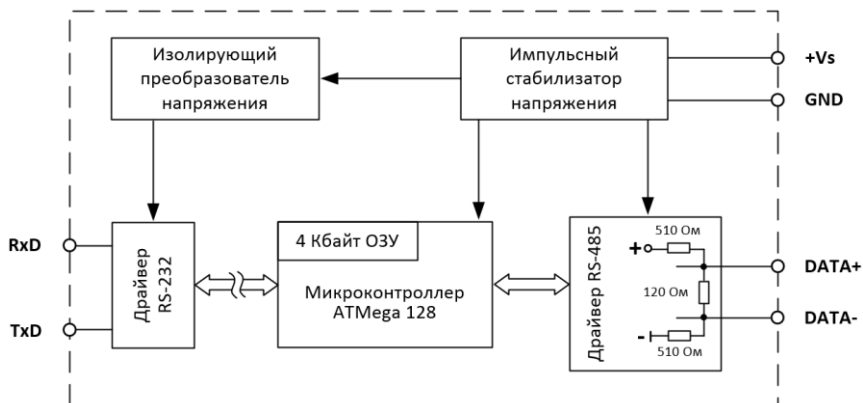 Изолирующий
преобразователь
напряжения
Импульсный
стабилизатор
напряжения
+Vs
GND
RxD
TxD
Драйвер
RS-232
4 Кбайт ОЗУ
Микроконтроллер
ATMega 128
Драйвер RS-485
510 Ом
+
120 Ом
-
510 Ом
DATA+
DATA-